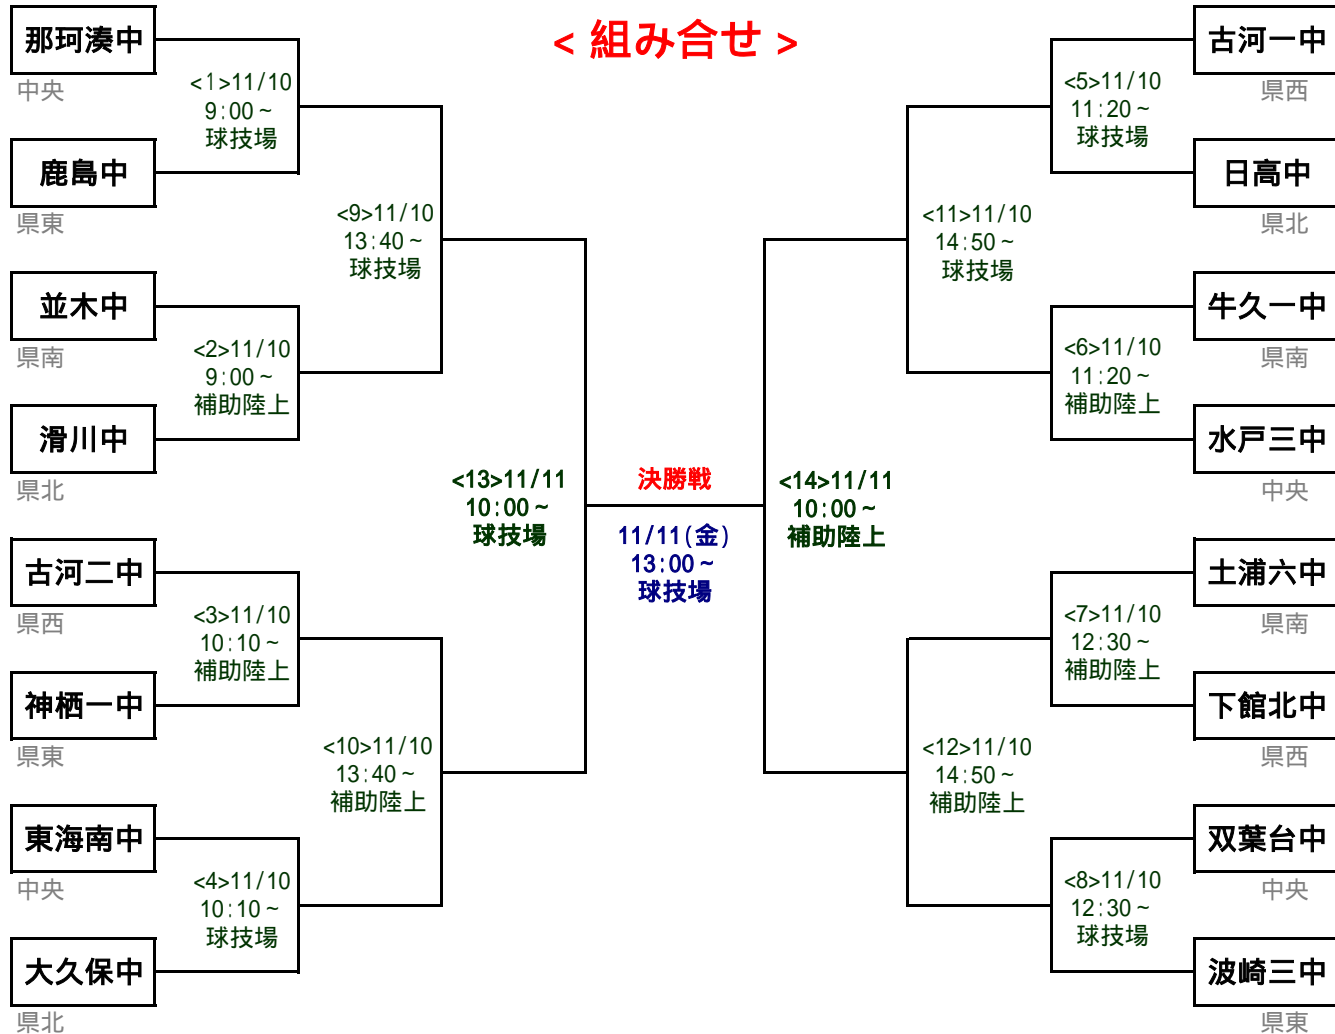 < 組み合せ >
那珂湊中
中央
<1>11/10
9:00～
球技場
鹿島中
県東
<9>11/10
13:40～
球技場
並木中
県南
<2>11/10
9:00～
補助陸上
滑川中
県北
<13>11/11
10:00～
球技場
古河二中
県西
<3>11/10
10:10～
補助陸上
神栖一中
県東
<10>11/10
13:40～
補助陸上
東海南中
中央
<4>11/10
10:10～
球技場
大久保中
県北
決勝戦
11/11(金)
13:00～
球技場
古河一中
県西
<5>11/10
11:20～
球技場
日高中
県北
<11>11/10
14:50～
球技場
牛久一中
県南
<6>11/10
11:20～
補助陸上
水戸三中
中央
<14>11/11
10:00～
補助陸上
土浦六中
県南
<7>11/10
12:30～
補助陸上
下館北中
県西
<12>11/10
14:50～
補助陸上
双葉台中
中央
<8>11/10
12:30～
球技場
波崎三中
県東